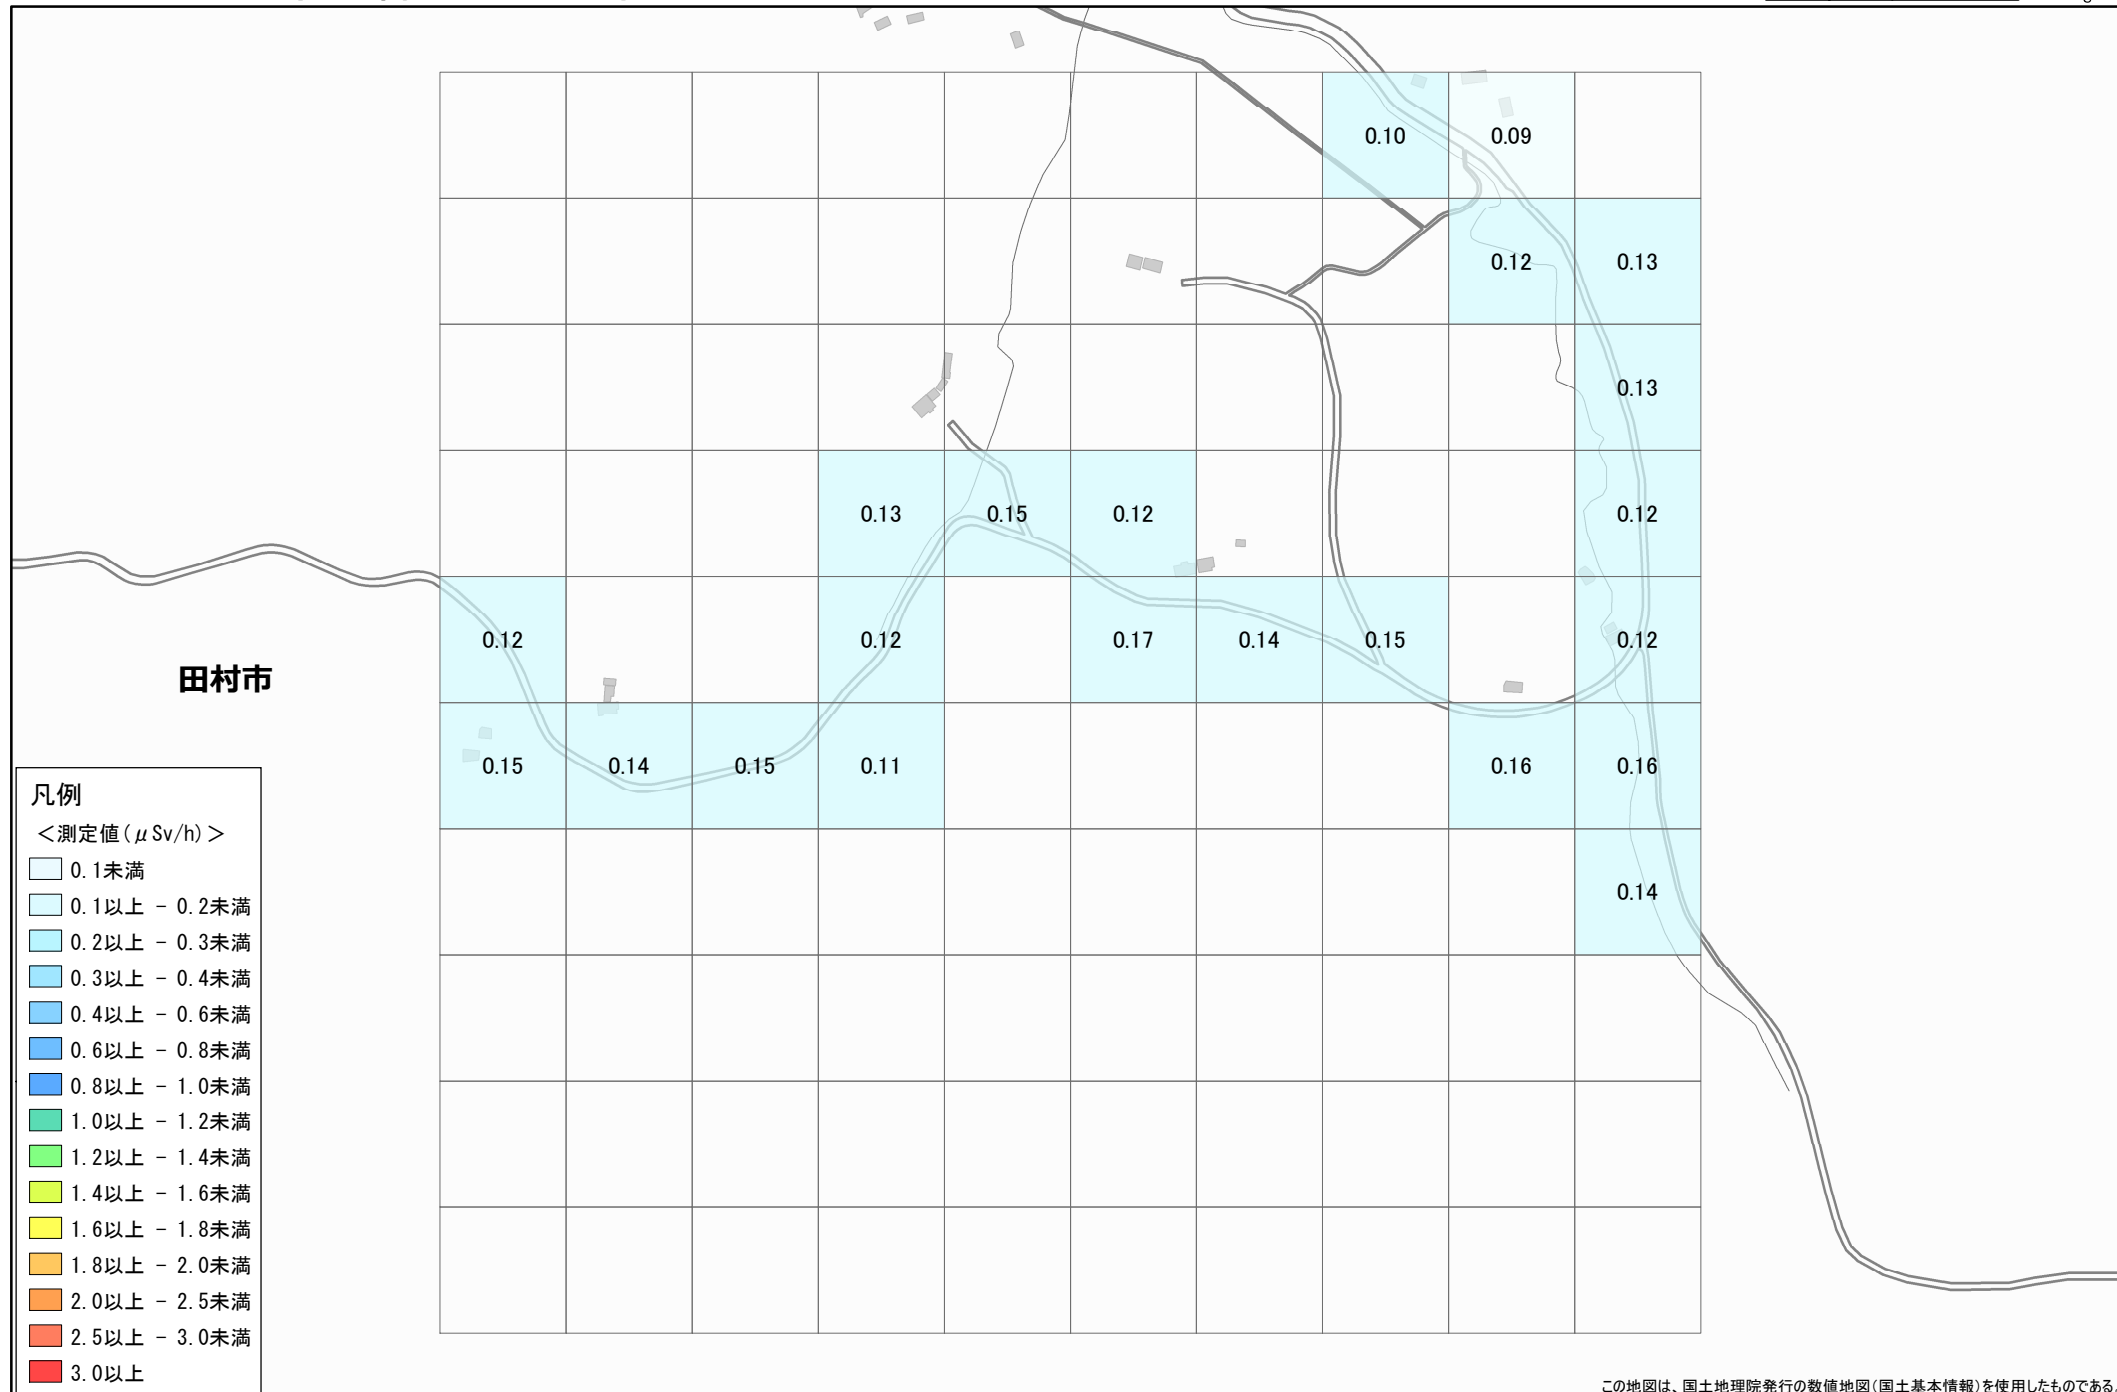 0.10 0.09
0.12 0.13
0.13
0.13 0.15 0.12 0.12
0.12 0.12 0.17 0.14 0.15 0.12
田村市
0.15 0.14 0.15 0.11 0.16 0.16
0.14
凡例
＜測定値(μSv/h)＞
0.1未満
0.1以上 - 0.2未満
0.2以上 - 0.3未満
0.3以上 - 0.4未満
0.4以上 - 0.6未満
0.6以上 - 0.8未満
0.8以上 - 1.0未満
1.0以上 - 1.2未満
1.2以上 - 1.4未満
1.4以上 - 1.6未満
1.6以上 - 1.8未満
1.8以上 - 2.0未満
2.0以上 - 2.5未満
2.5以上 - 3.0未満
3.0以上
この地図は、国土地理院発行の数値地図(国土基本情報)を使用したものである。